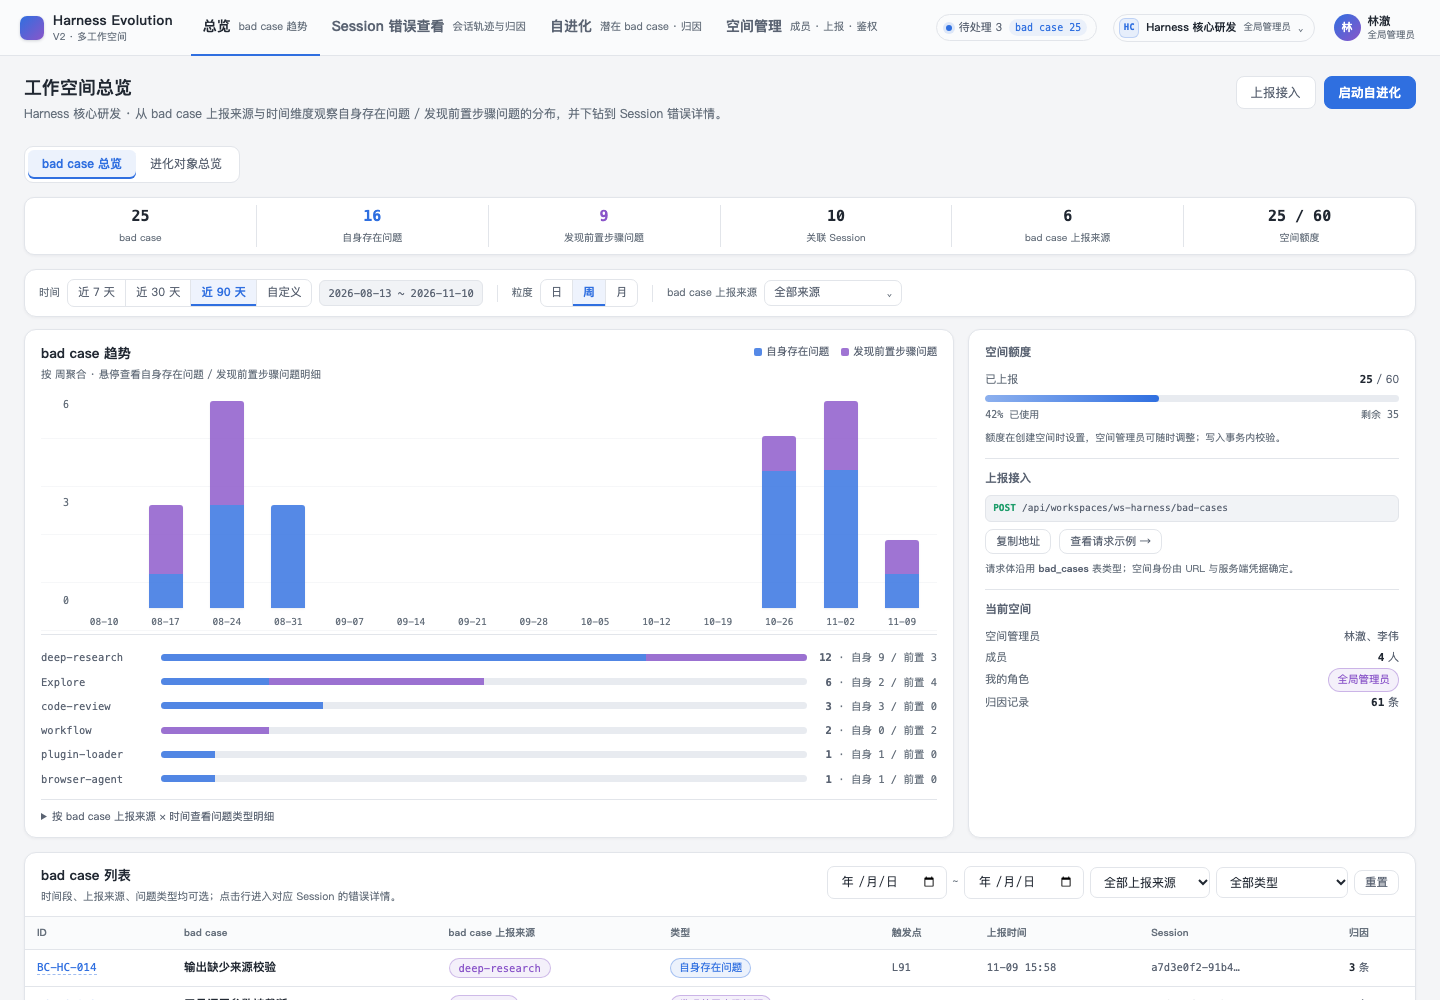 Harness Evolution
V2 · 多工作空间
总览 bad case 趋势
Session 错误查看 会话轨迹与归因
自进化 潜在 bad case · 归因
空间管理 成员 · 上报 · 鉴权
待处理 3 bad case 25
HC Harness 核心研发 全局管理员
林 林澈
全局管理员
工作空间总览
Harness 核心研发 · 从 bad case 上报来源与时间维度观察自身存在问题 / 发现前置步骤问题的分布，并下钻到 Session 错误详情。
上报接入 启动自进化
bad case 总览 进化对象总览
25 16 9 10 6 25 / 60
bad case 自身存在问题 发现前置步骤问题 关联 Session bad case 上报来源 空间额度
时间 近 7 天 近 30 天 近 90 天 自定义 2026-08-13 ~ 2026-11-10 粒度 日 周 月 bad case 上报来源 全部来源
bad case 趋势
按 周聚合 · 悬停查看自身存在问题 / 发现前置步骤问题明细
自身存在问题 发现前置步骤问题
6
3
0
08-10 08-17 08-24 08-31 09-07 09-14 09-21 09-28 10-05 10-12 10-19 10-26 11-02 11-09
deep-research 12 · 自身 9 / 前置 3
Explore 6 · 自身 2 / 前置 4
code-review 3 · 自身 3 / 前置 0
workflow 2 · 自身 0 / 前置 2
plugin-loader 1 · 自身 1 / 前置 0
browser-agent 1 · 自身 1 / 前置 0
▶ 按 bad case 上报来源 × 时间查看问题类型明细
空间额度
已上报 25 / 60
42% 已使用 剩余 35
额度在创建空间时设置，空间管理员可随时调整；写入事务内校验。
上报接入
POST /api/workspaces/ws-harness/bad-cases
复制地址 查看请求示例 →
请求体沿用 bad_cases 表类型；空间身份由 URL 与服务端凭据确定。
当前空间
空间管理员 林澈、李伟
成员 4 人
我的角色 全局管理员
归因记录 61 条
bad case 列表
时间段、上报来源、问题类型均可选；点击行进入对应 Session 的错误详情。
年 /月/日 ~ 年 /月/日 全部上报来源 全部类型 重置
ID bad case bad case 上报来源 类型 触发点 上报时间 Session 归因
BC-HC-014 输出缺少来源校验 deep-research 自身存在问题 L91 11-09 15:58 a7d3e0f2-91b4… 3 条